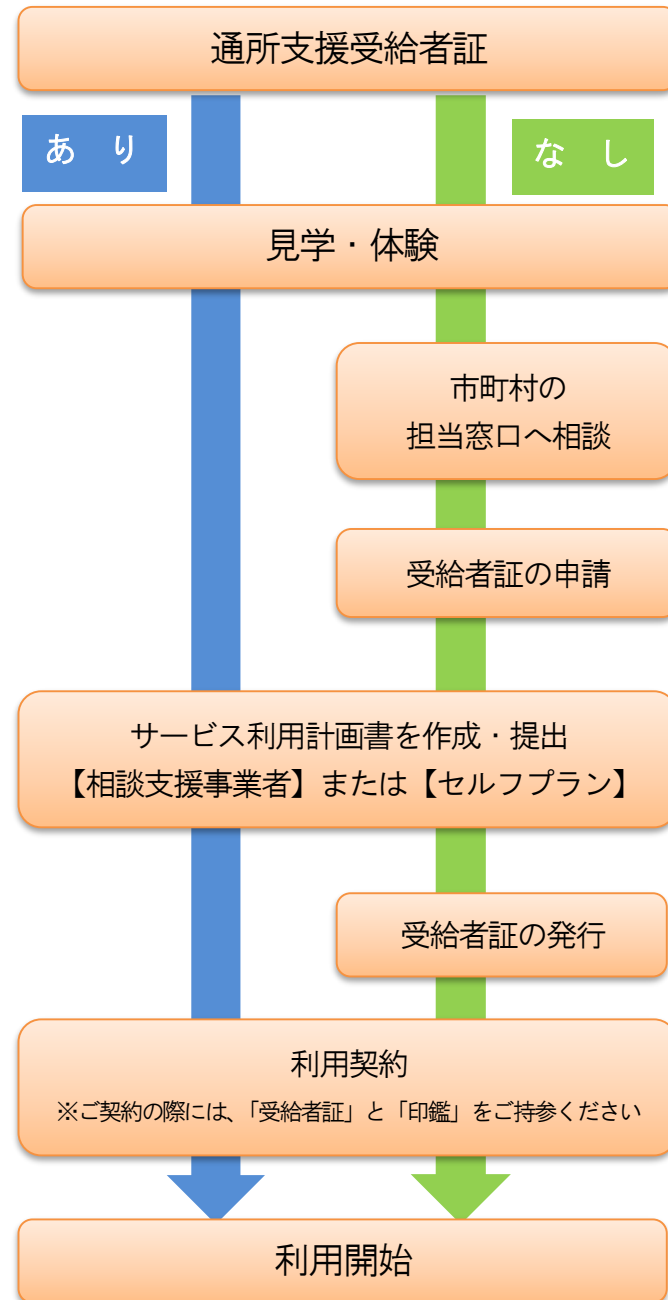 通所支援受給者証
あ り
な し
見学・体験
市町村の
担当窓口へ相談
受給者証の申請
サービス利用計画書を作成・提出
【相談支援事業者】または【セルフプラン】
受給者証の発行
利用契約
※ご契約の際には、「受給者証」と「印鑑」をご持参ください
利用開始